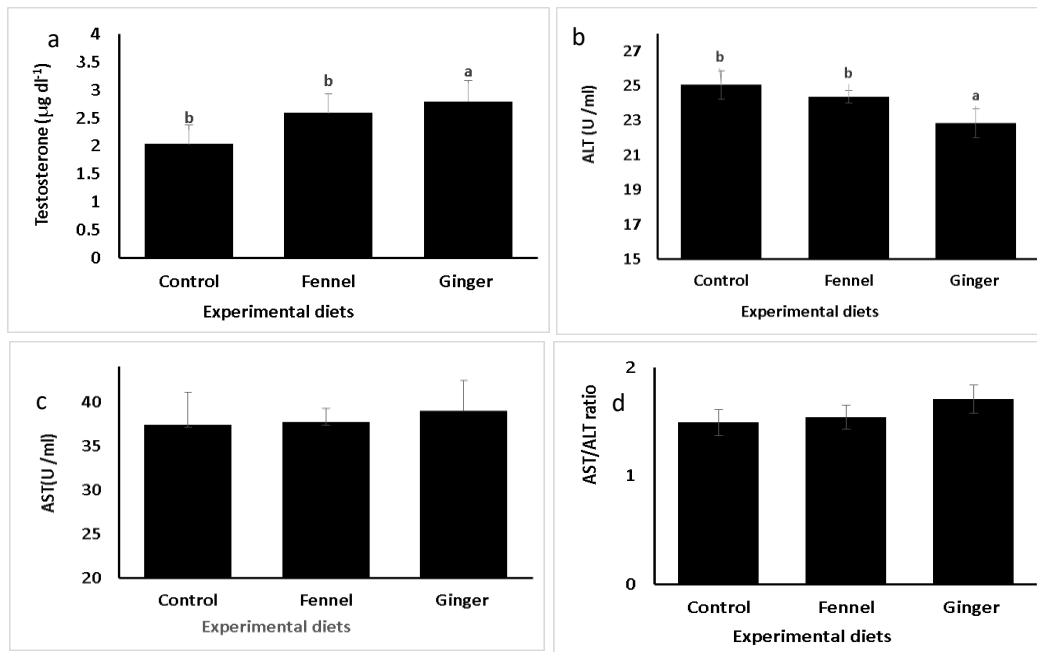 a
Testosterone (µg dl⁻¹)
4
3.5
3
2.5
2
1.5
1
0.5
0
b
b
a
Control Fennel Ginger
Experimental diets
b
ALT (U /ml)
27
25
23
21
19
17
15
b
b
a
Control Fennel Ginger
Experimental diets
c
AST(U /ml)
40
35
30
25
20
Control Fennel Ginger
Experimental diets
d
AST/ALT ratio
2
1
0
Control Fennel Ginger
Experimental diets